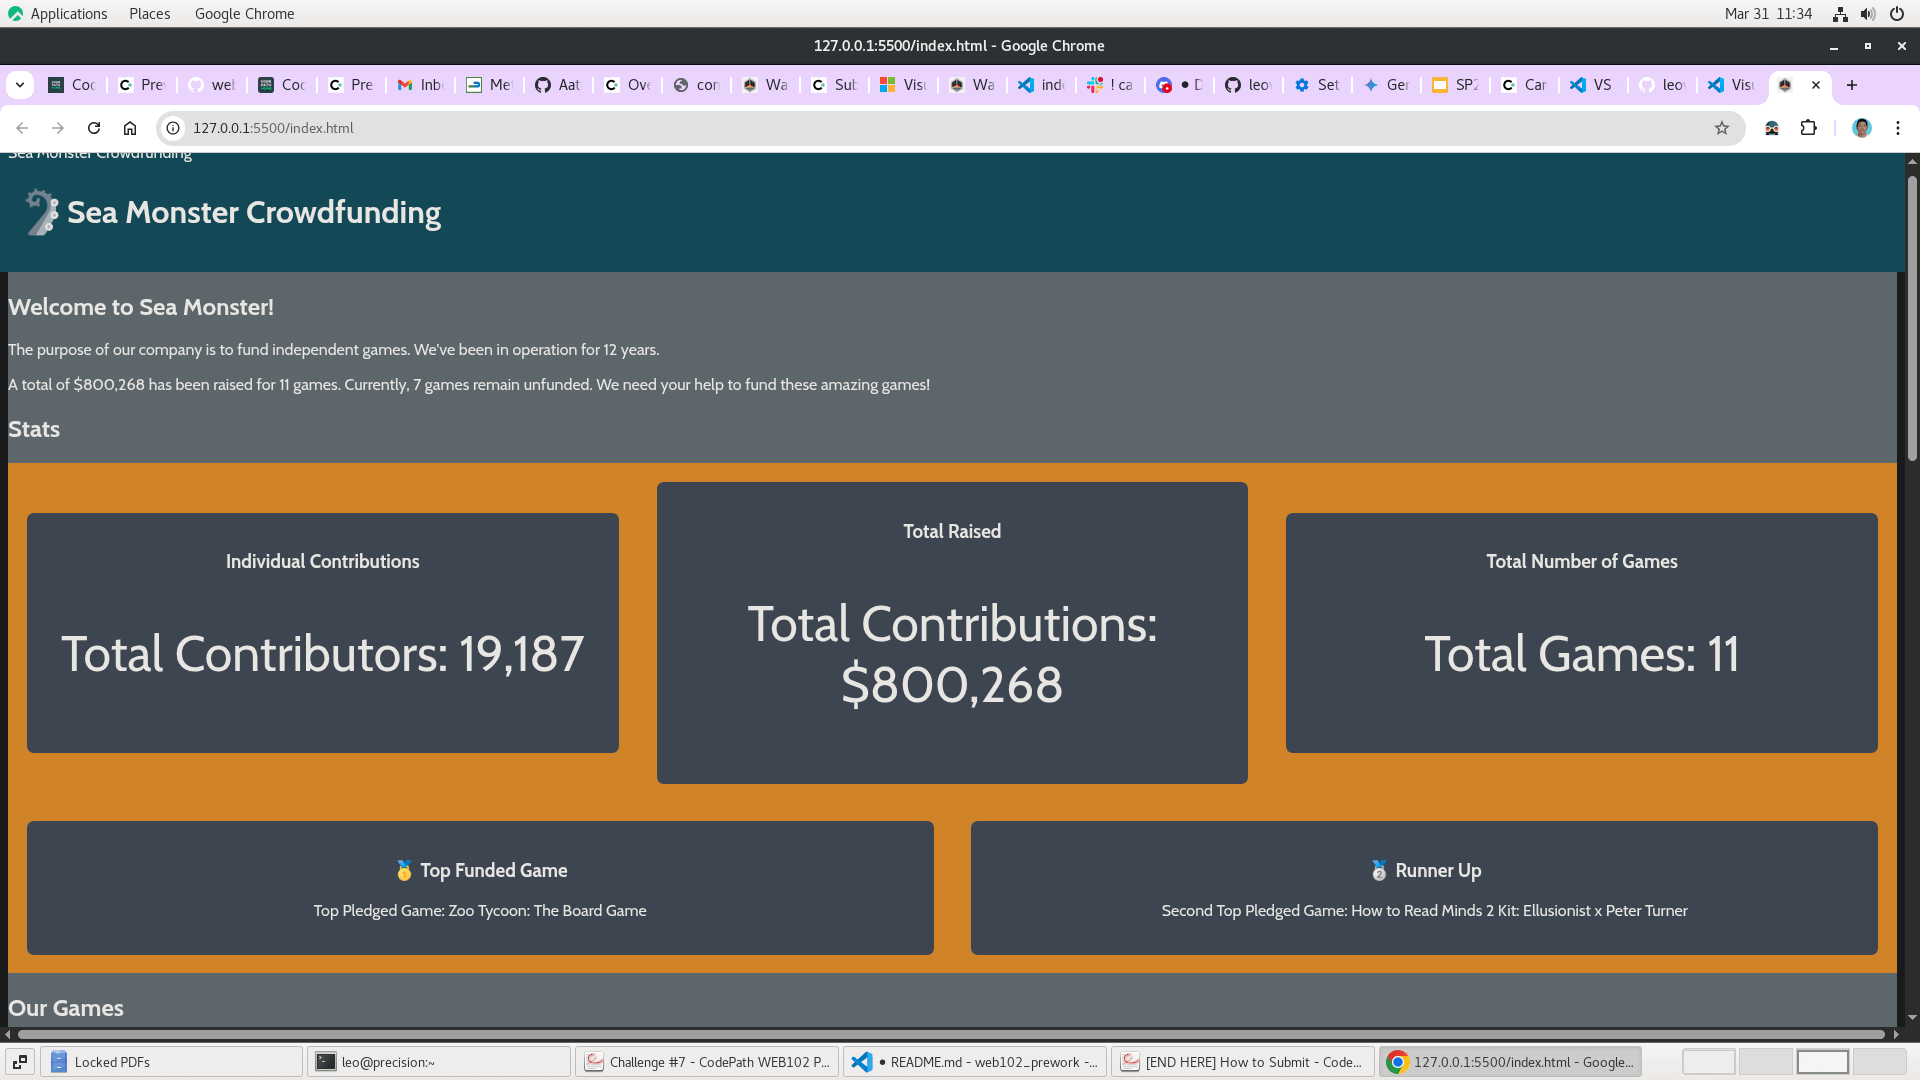 Applications Places Google Chrome Mar 31 11:34
127.0.0.1:5500/index.html - Google Chrome
Coc Pre web Coc Pre Inb Met Aat Ove con Wa Sub Visu Wa inde ! ca • D leo Set Ger SP2 Car VS leo Visu
127.0.0.1:5500/index.html
Sea Monster Crowdfunding
Sea Monster Crowdfunding
Welcome to Sea Monster!
The purpose of our company is to fund independent games. We've been in operation for 12 years.
A total of $800,268 has been raised for 11 games. Currently, 7 games remain unfunded. We need your help to fund these amazing games!
Stats
Individual Contributions
Total Contributors: 19,187
Total Raised
Total Contributions:
$800,268
Total Number of Games
Total Games: 11
🥇 Top Funded Game
Top Pledged Game: Zoo Tycoon: The Board Game
🥈 Runner Up
Second Top Pledged Game: How to Read Minds 2 Kit: Ellusionist x Peter Turner
Our Games
Locked PDFs
leo@precision:~
Challenge #7 - CodePath WEB102 P...
• README.md - web102_prework -...
[END HERE] How to Submit - Code...
127.0.0.1:5500/index.html - Google...